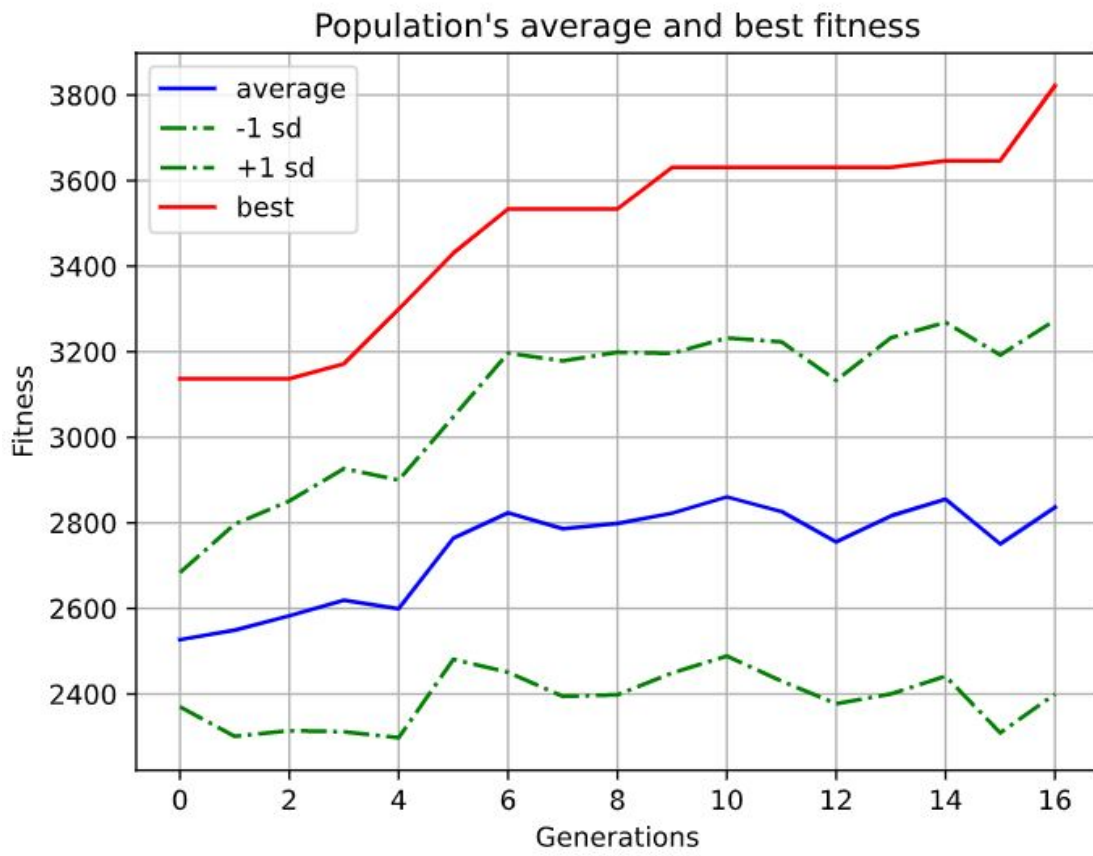 Population's average and best fitness
average
-1 sd
+1 sd
best
3800
3600
3400
3200
3000
2800
2600
2400
Fitness
0 2 4 6 8 10 12 14 16
Generations